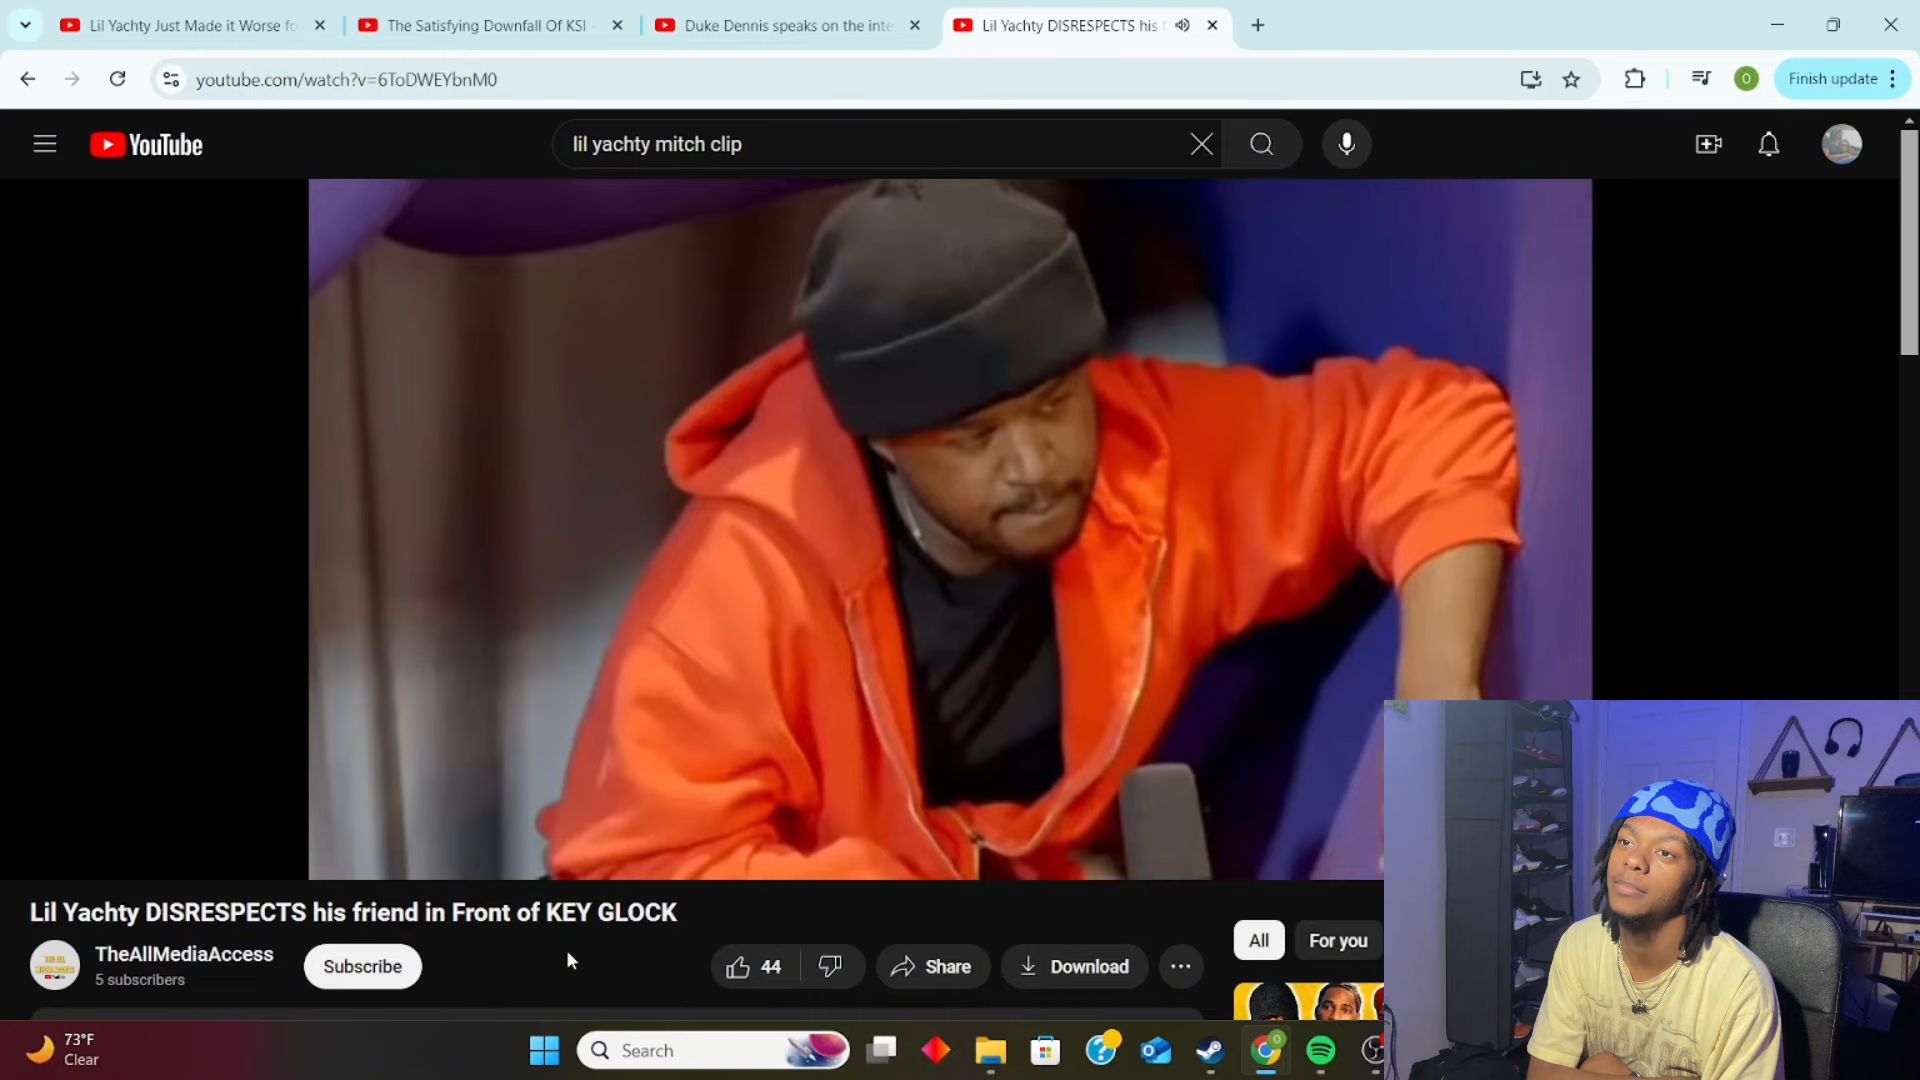 Lil Yachty Just Made it Worse fo
The Satisfying Downfall Of KSI
Duke Dennis speaks on the inte
Lil Yachty DISRESPECTS his f
youtube.com/watch?v=6ToDWEYbnM0
O
Finish update
YouTube
lil yachty mitch clip
Lil Yachty DISRESPECTS his friend in Front of KEY GLOCK
TheAllMediaAccess
5 subscribers
Subscribe
44
Share
Download
All
For you
73°F
Clear
Search